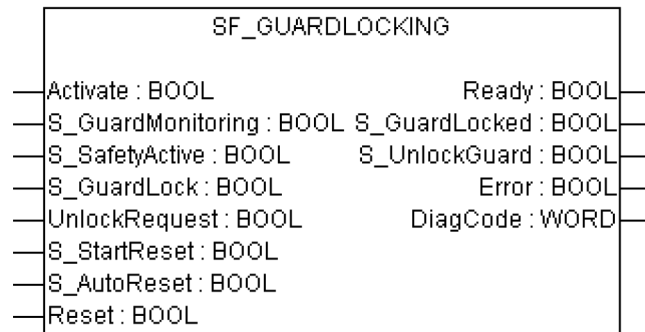 SF_GUARDLOCKING
Activate : BOOL Ready : BOOL
S_GuardMonitoring : BOOL S_GuardLocked : BOOL
S_SafetyActive : BOOL S_UnlockGuard : BOOL
S_GuardLock : BOOL Error : BOOL
UnlockRequest : BOOL DiagCode : WORD
S_StartReset : BOOL
S_AutoReset : BOOL
Reset : BOOL